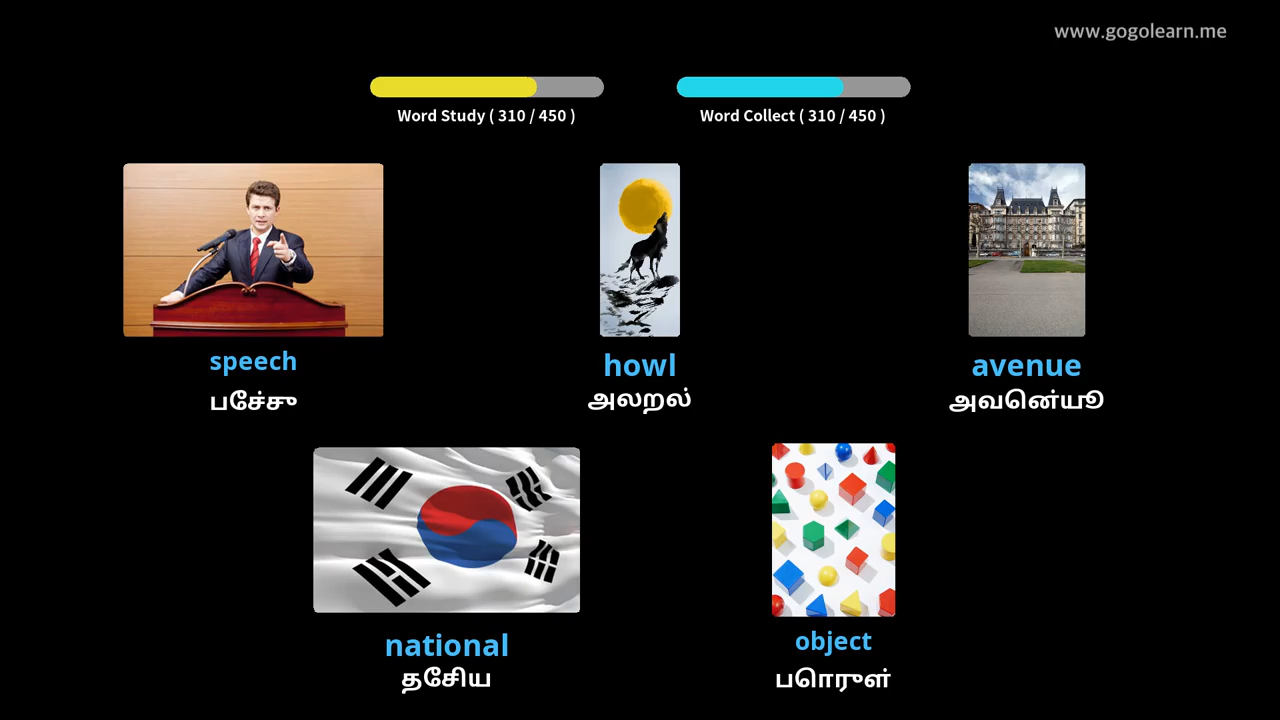 www.gogolearn.me
Word Study ( 310 / 450 )
Word Collect ( 310 / 450 )
speech
பேச்சு
howl
அலறல்
avenue
அவென்யூ
national
தேசிய
object
பொருள்